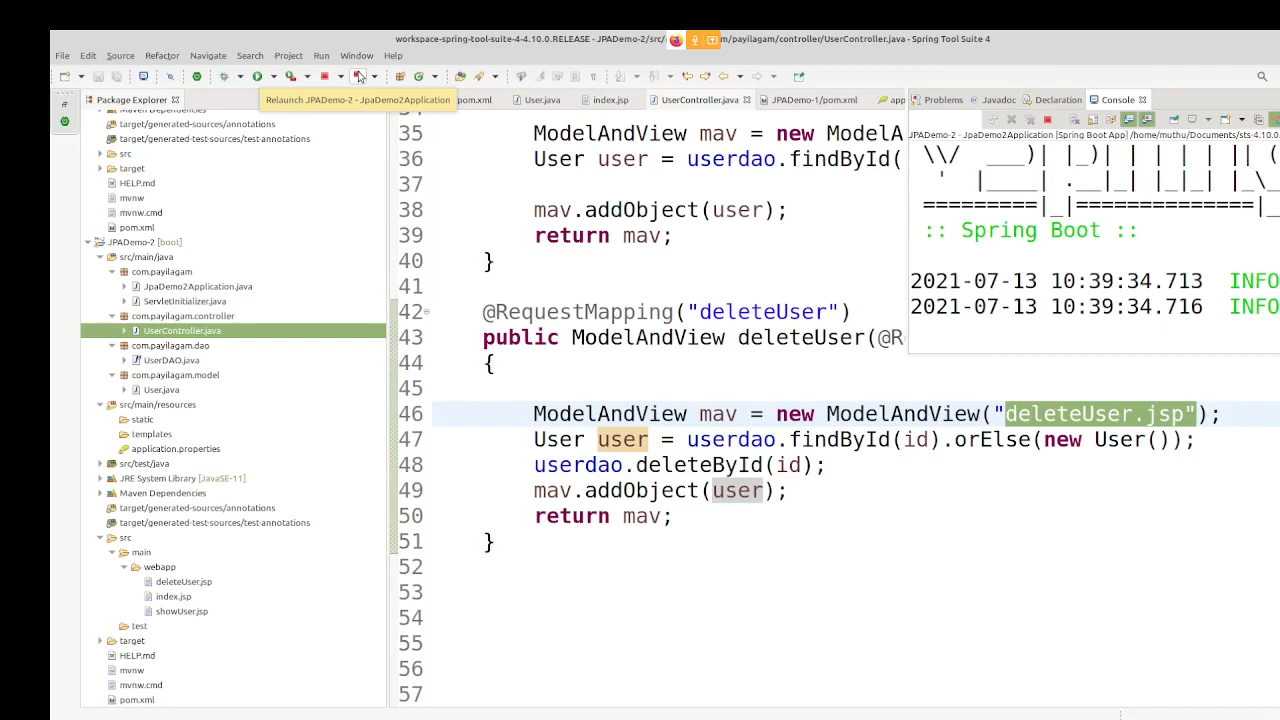 workspace-spring-tool-suite-4-4.10.0.RELEASE - JPADemo-2/src/ m/payilagam/controller/UserController.java - Spring Tool Suite 4
File Edit Source Refactor Navigate Search Project Run Window Help
Package Explorer
Relaunch JPADemo-2 - JpaDemo2Application
pom.xml
User.java
index.jsp
UserController.java
JPADemo-1/pom.xml
app
Problems
Javadoc
Declaration
Console
JPADemo-2 - JpaDemo2Application [Spring Boot App] /home/muthu/Documents/sts-4.10.0
Maven Dependencies
target/generated-sources/annotations
target/generated-test-sources/test-annotations
src
target
HELP.md
mvnw
mvnw.cmd
pom.xml
JPADemo-2 [boot]
src/main/java
com.payilagam
JpaDemo2Application.java
ServletInitializer.java
com.payilagam.controller
UserController.java
com.payilagam.dao
UserDAO.java
com.payilagam.model
User.java
src/main/resources
static
templates
application.properties
src/test/java
JRE System Library [JavaSE-11]
Maven Dependencies
target/generated-sources/annotations
target/generated-test-sources/test-annotations
src
main
webapp
deleteUser.jsp
index.jsp
showUser.jsp
test
target
HELP.md
mvnw
mvnw.cmd
pom.xml
35 ModelAndView mav = new ModelA
36 User user = userdao.findById(
37
38 mav.addObject(user);
39 return mav;
40 }
41
42 @RequestMapping("deleteUser")
43 public ModelAndView deleteUser(@R
44 {
45
46 ModelAndView mav = new ModelAndView("deleteUser.jsp");
47 User user = userdao.findById(id).orElse(new User());
48 userdao.deleteById(id);
49 mav.addObject(user);
50 return mav;
51 }
52
53
54
55
56
57
\\/ ___)| |_)| | | | | || (
' |____| .__|_| |_|_| |_\_
=========|_|==============|_
:: Spring Boot ::
2021-07-13 10:39:34.713 INFO
2021-07-13 10:39:34.716 INFO